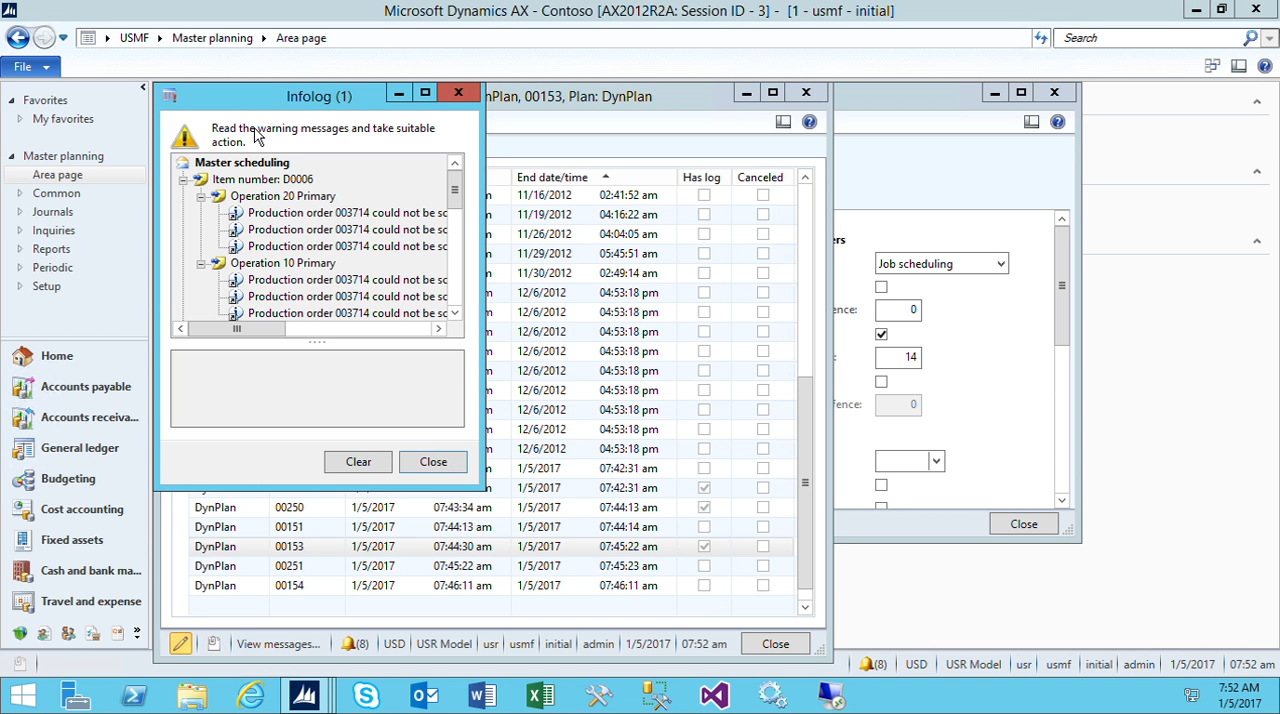 Microsoft Dynamics AX - Contoso [AX2012R2A: Session ID - 3] - [1 - usmf - initial]
USMF
Master planning
Area page
Search
File
Favorites
My favorites
Master planning
Area page
Common
Journals
Inquiries
Reports
Periodic
Setup
Home
Accounts payable
Accounts receiva...
General ledger
Budgeting
Cost accounting
Fixed assets
Cash and bank ma...
Travel and expense
Infolog (1)
Read the warning messages and take suitable
action.
Master scheduling
Item number: D0006
Operation 20 Primary
Production order 003714 could not be sc
Production order 003714 could not be sc
Production order 003714 could not be sc
Operation 10 Primary
Production order 003714 could not be sc
Production order 003714 could not be sc
Production order 003714 could not be sc
Clear
Close
nPlan, 00153, Plan: DynPlan
End date/time
Has log
Canceled
11/16/2012 02:41:52 am
11/19/2012 04:16:22 am
11/26/2012 04:04:05 am
11/29/2012 05:45:51 am
11/30/2012 02:49:14 am
12/6/2012 04:53:18 pm
12/6/2012 04:53:18 pm
12/6/2012 04:53:18 pm
12/6/2012 04:53:18 pm
12/6/2012 04:53:18 pm
12/6/2012 04:53:18 pm
12/6/2012 04:53:18 pm
12/6/2012 04:53:18 pm
12/6/2012 04:53:18 pm
1/5/2017 07:42:31 am
1/5/2017 07:42:31 am
DynPlan 00250 1/5/2017 07:43:34 am 1/5/2017 07:44:13 am
DynPlan 00151 1/5/2017 07:44:13 am 1/5/2017 07:44:14 am
DynPlan 00153 1/5/2017 07:44:30 am 1/5/2017 07:45:22 am
DynPlan 00251 1/5/2017 07:45:22 am 1/5/2017 07:45:23 am
DynPlan 00154 1/5/2017 07:46:11 am 1/5/2017 07:46:11 am
View messages...
(8)
USD
USR Model
usr
usmf
initial
admin
1/5/2017
07:52 am
Close
ers
Job scheduling
ence:
0
:
14
ence:
0
Close
(8)
USD
USR Model
usr
usmf
initial
admin
1/5/2017
07:52 am
7:52 AM
1/5/2017